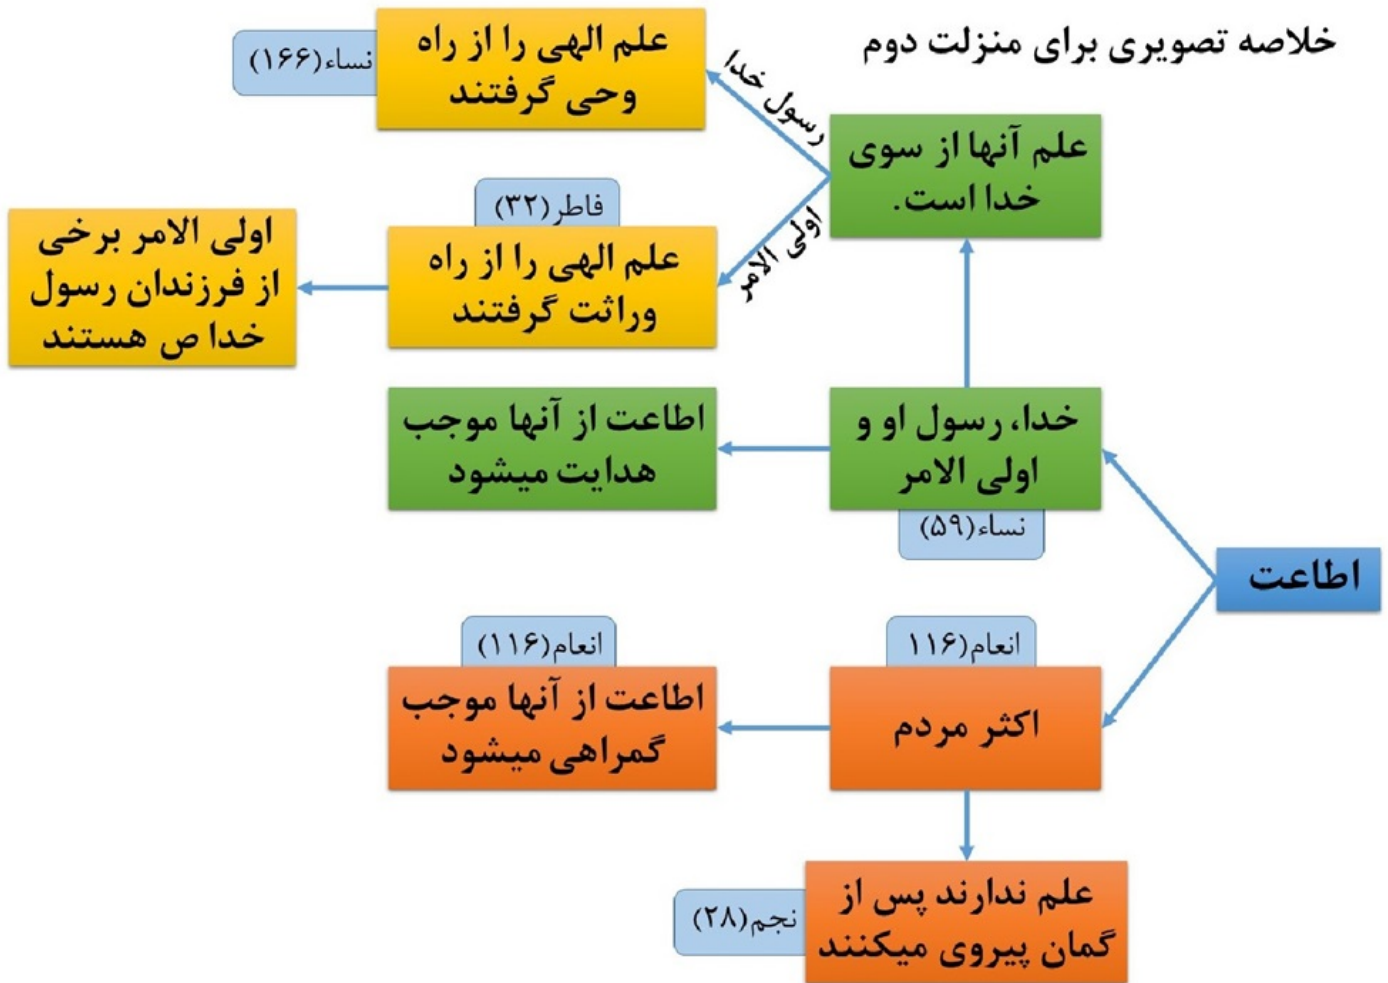 خلاصه تصویری برای منزلت دوم
اطاعت
خدا، رسول او و
اولی الامر
نساء(۵۹)
علم آنها از سوی
خدا است.
رسول خدا
علم الهی را از راه
وحی گرفتند
نساء(۱۶۶)
اولی الامر
فاطر(۳۲)
علم الهی را از راه
وراثت گرفتند
اولی الامر برخی
از فرزندان رسول
خدا ص هستند
اطاعت از آنها موجب
هدایت میشود
انعام(۱۱۶
اکثر مردم
انعام(۱۱۶)
اطاعت از آنها موجب
گمراهی میشود
علم ندارند پس از
گمان پیروی میکنند
نجم(۲۸)